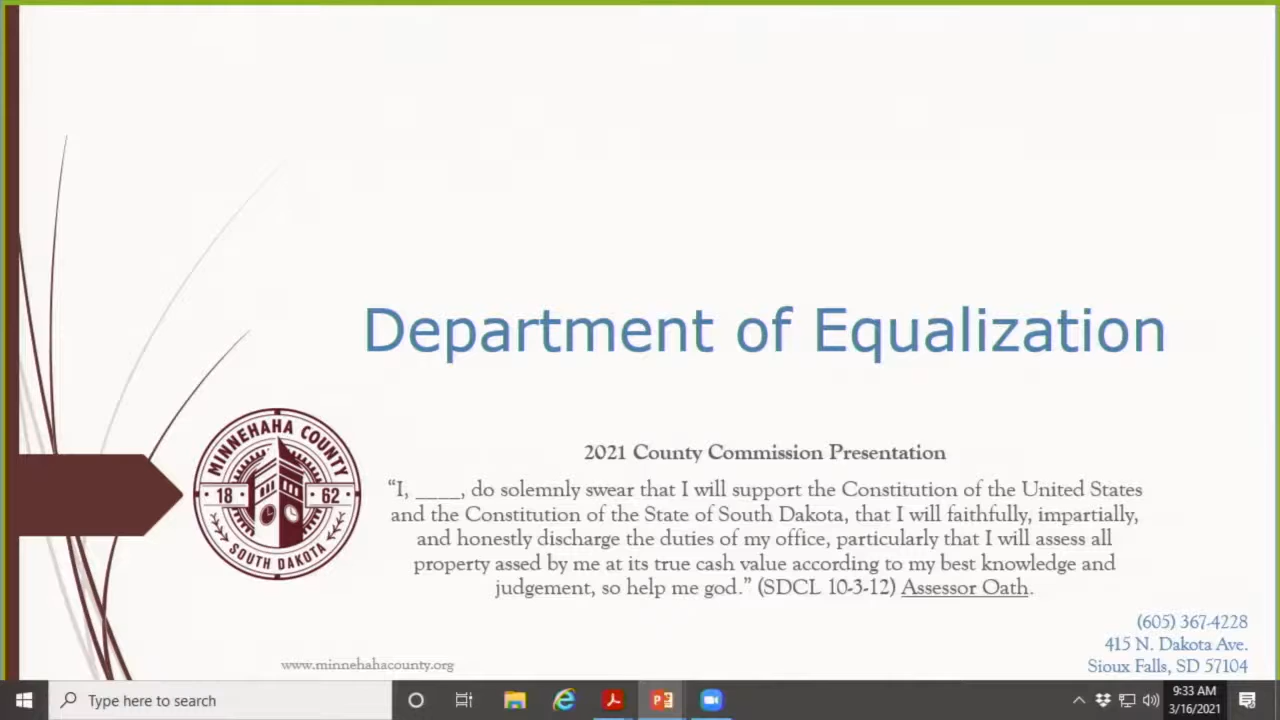 Department of Equalization
MINNEHAHA COUNTY
18 62
SOUTH DAKOTA
2021 County Commission Presentation
“I, ____, do solemnly swear that I will support the Constitution of the United States
and the Constitution of the State of South Dakota, that I will faithfully, impartially,
and honestly discharge the duties of my office, particularly that I will assess all
property assed by me at its true cash value according to my best knowledge and
judgement, so help me god.” (SDCL 10-3-12) Assessor Oath.
(605) 367-4228
415 N. Dakota Ave.
Sioux Falls, SD 57104
www.minnehahacounty.org
Type here to search
9:33 AM
3/16/2021